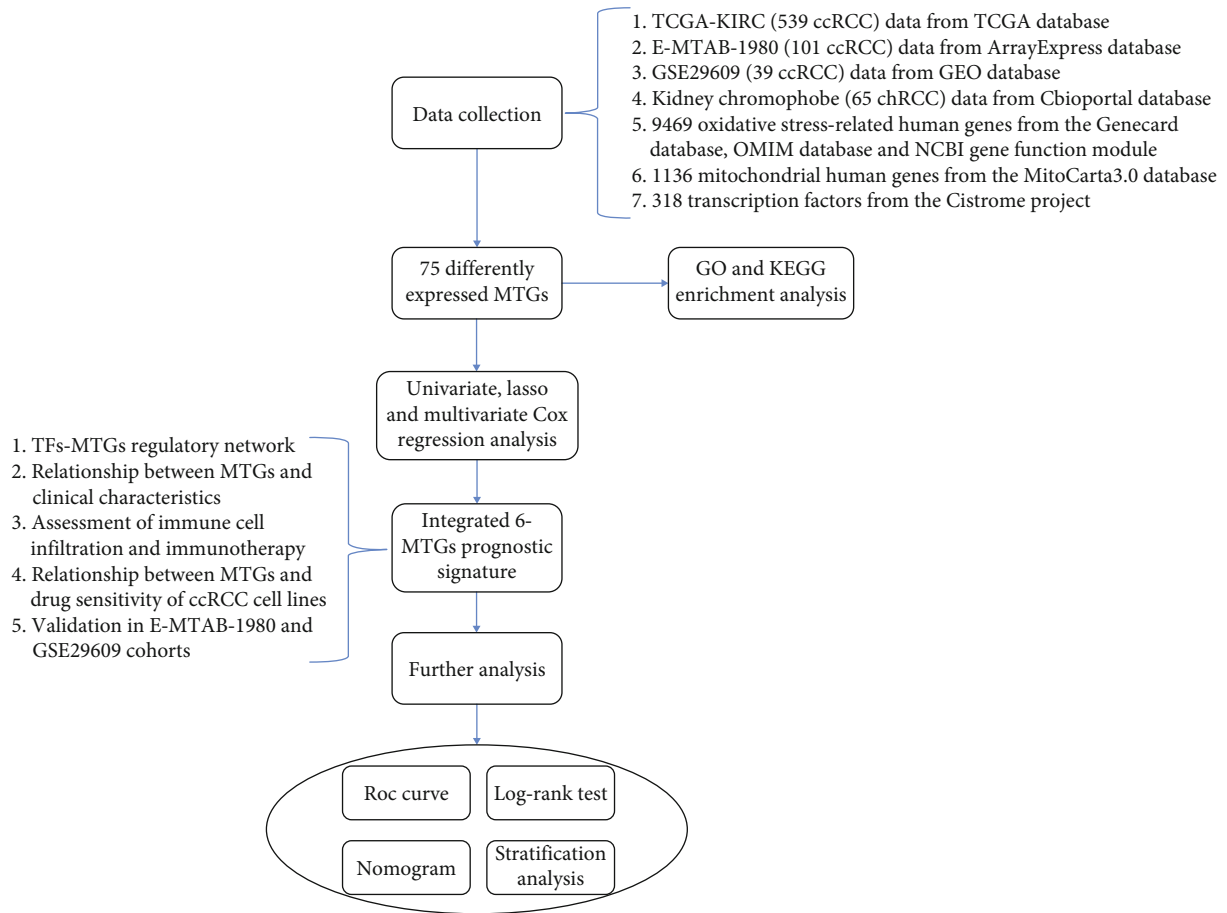 1. TCGA-KIRC (539 ccRCC) data from TCGA database
2. E-MTAB-1980 (101 ccRCC) data from ArrayExpress database
3. GSE29609 (39 ccRCC) data from GEO database
4. Kidney chromophobe (65 chRCC) data from Cbioportal database
5. 9469 oxidative stress-related human genes from the Genecard
database, OMIM database and NCBI gene function module
6. 1136 mitochondrial human genes from the MitoCarta3.0 database
7. 318 transcription factors from the Cistrome project
Data collection
75 differently
expressed MTGs
GO and KEGG
enrichment analysis
Univariate, lasso
and multivariate Cox
regression analysis
1. TFs-MTGs regulatory network
2. Relationship between MTGs and
clinical characteristics
3. Assessment of immune cell
infiltration and immunotherapy
4. Relationship between MTGs and
drug sensitivity of ccRCC cell lines
5. Validation in E-MTAB-1980 and
GSE29609 cohorts
Integrated 6-
MTGs prognostic
signature
Further analysis
Roc curve
Log-rank test
Nomogram
Stratification
analysis